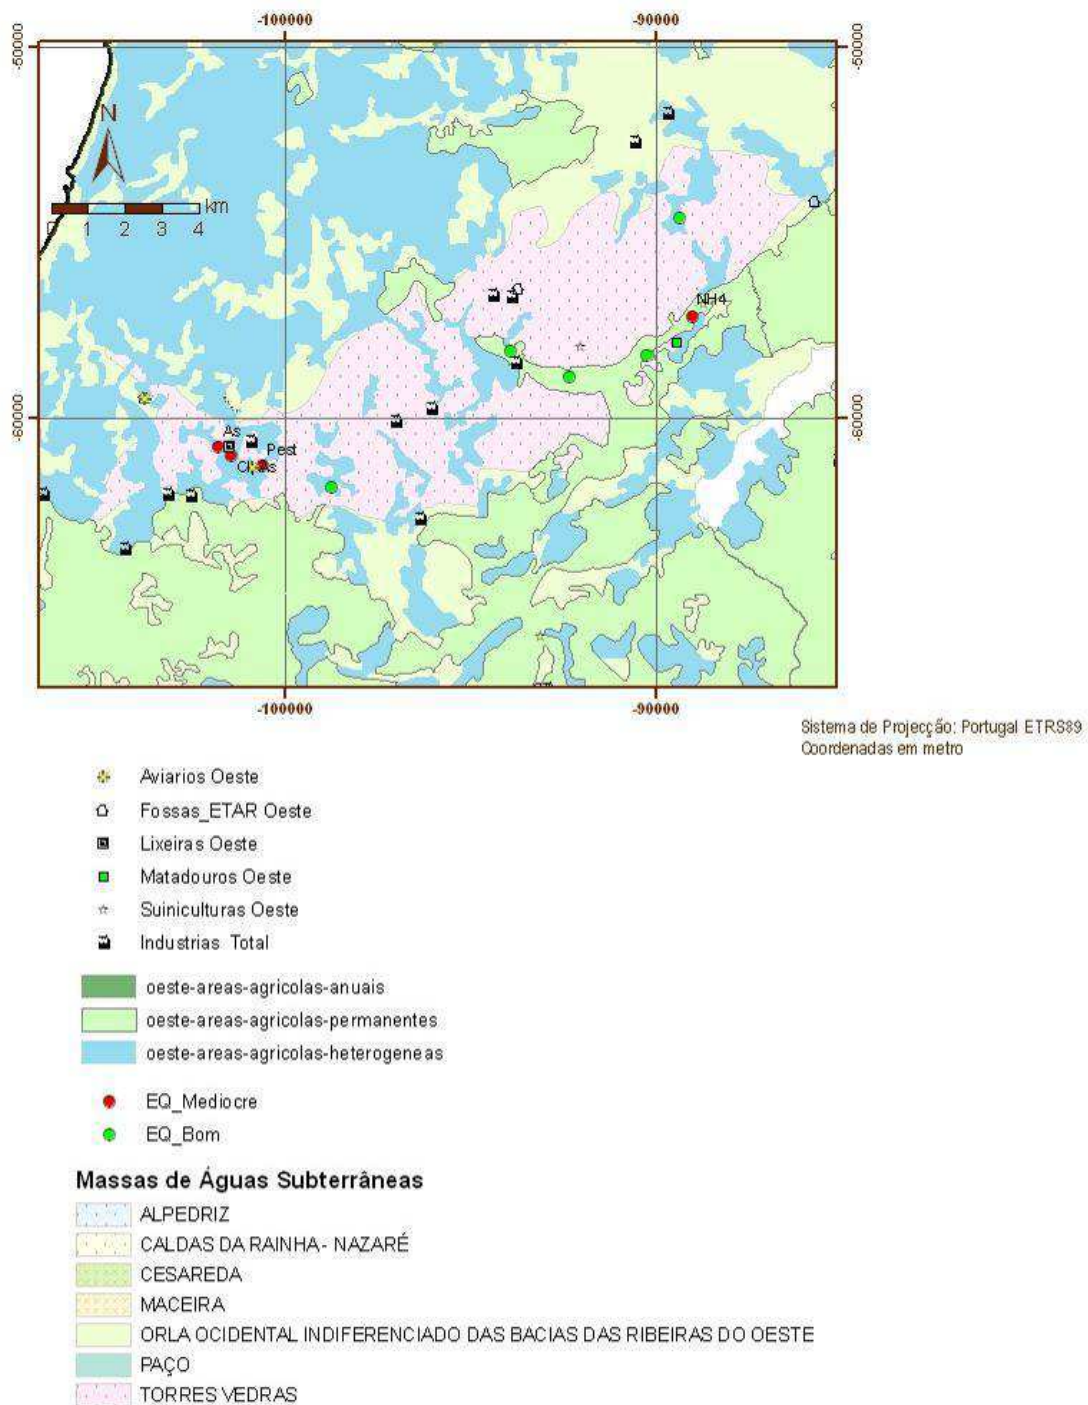 -100000 -90000
-50000 -50000
N
km
0 1 2 3 4
NH4
-60000 -60000
As
Pest
-100000 -90000
Sistema de Projecção: Portugal ETRS89
Coordenadas em metro
Aviarios Oeste
Fossas_ETAR Oeste
Lixeiras Oeste
Matadouros Oeste
Suiniculturas Oeste
Industrias Total
oeste-areas-agricolas-anuais
oeste-areas-agricolas-permanentes
oeste-areas-agricolas-heterogeneas
EQ_Mediocre
EQ_Bom
Massas de Águas Subterrâneas
ALPEDRIZ
CALDAS DA RAINHA - NAZARÉ
CESAREDA
MACEIRA
ORLA OCIDENTAL INDIFERENCIADO DAS BACIAS DAS RIBEIRAS DO OESTE
PAÇO
TORRES VEDRAS